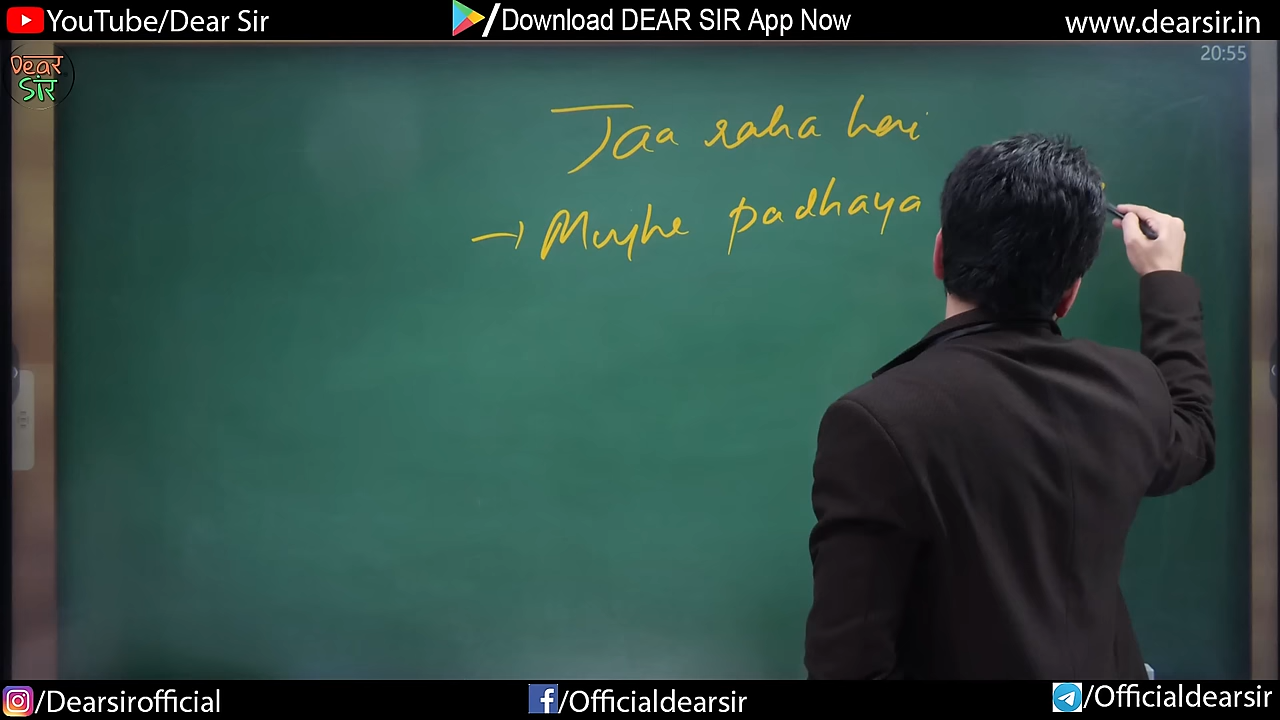 YouTube/Dear Sir
/Download DEAR SIR App Now
www.dearsir.in
Dear
Sir
20:55
Jaa raha hai
→ Mujhe padhaya
/Dearsirofficial
/Officialdearsir
/Officialdearsir